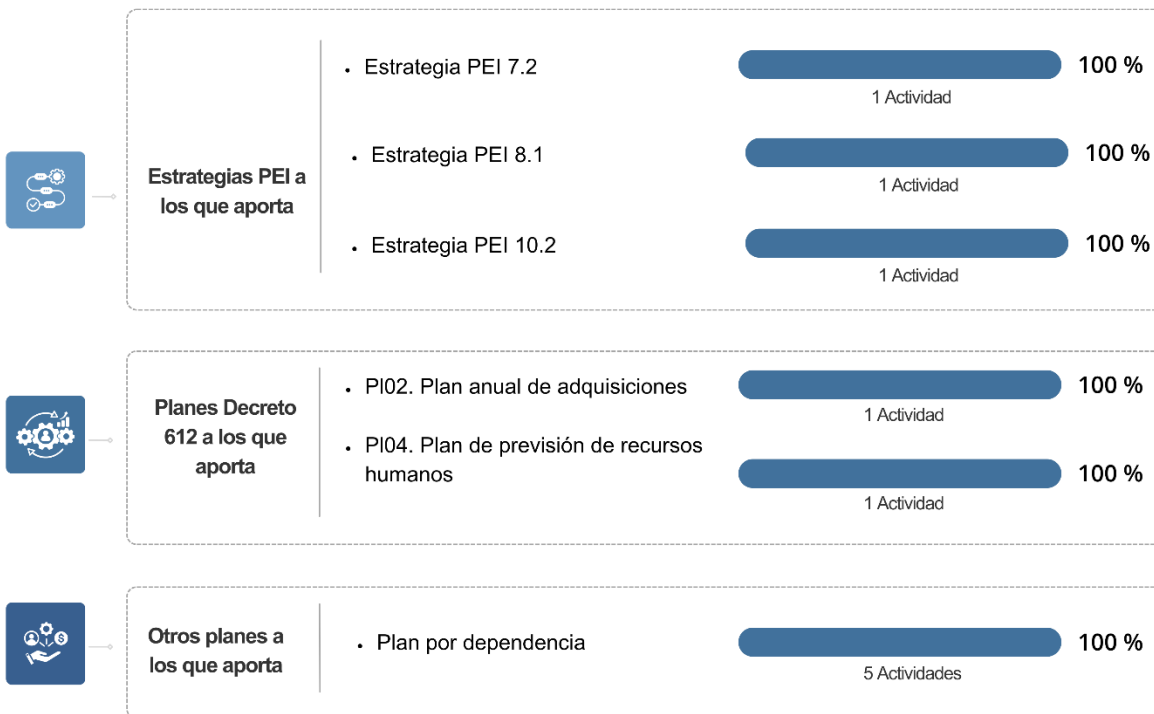 Estrategias PEI a
los que aporta
• Estrategia PEI 7.2
100 %
1 Actividad
• Estrategia PEI 8.1
100 %
1 Actividad
• Estrategia PEI 10.2
100 %
1 Actividad
Planes Decreto
612 a los que
aporta
• Pl02. Plan anual de adquisiciones
100 %
1 Actividad
• Pl04. Plan de previsión de recursos
humanos
100 %
1 Actividad
Otros planes a
los que aporta
• Plan por dependencia
100 %
5 Actividades